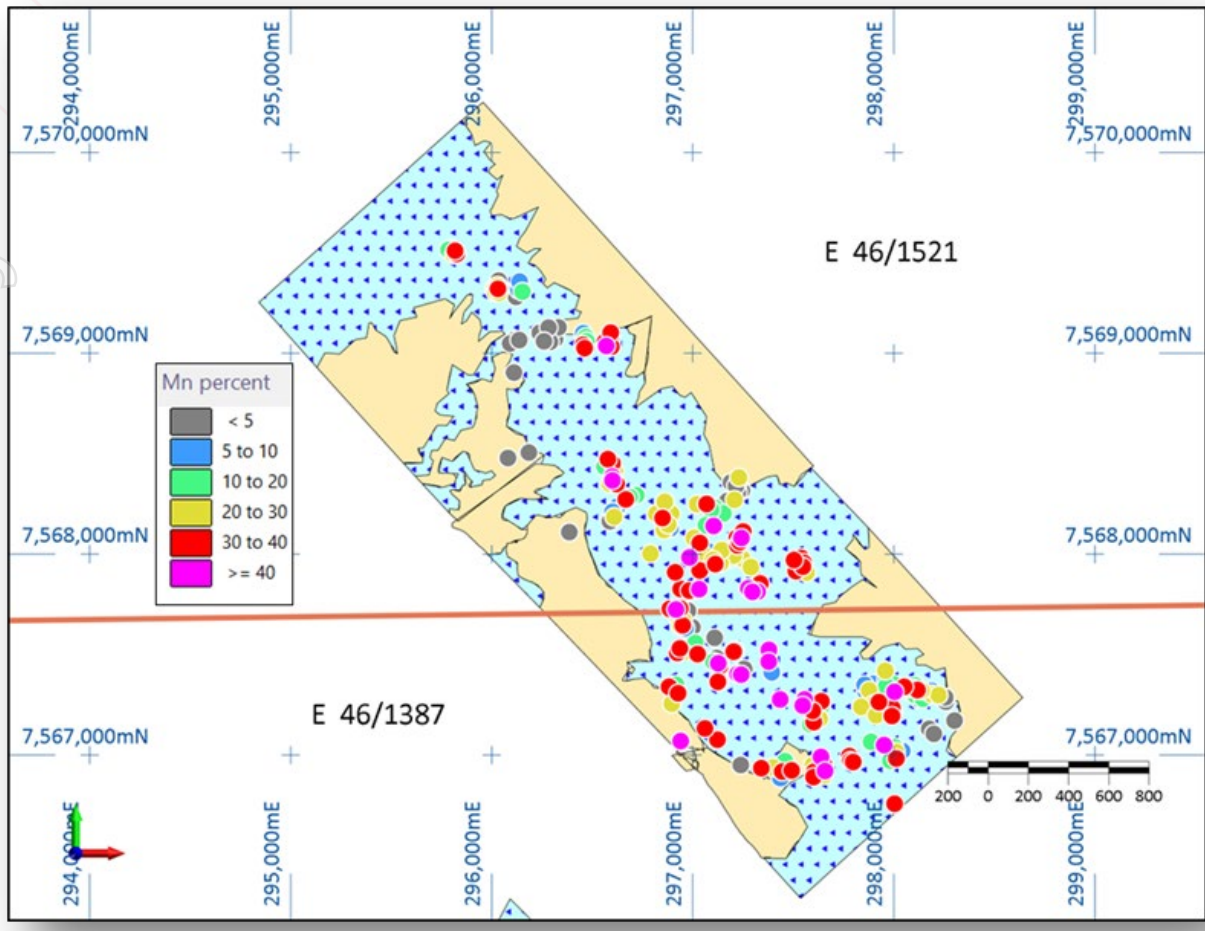 294,000mE
295,000mE
296,000mE
297,000mE
298,000mE
299,000mE
7,570,000mN
7,570,000mN
E 46/1521
7,569,000mN
7,569,000mN
Mn percent
< 5
5 to 10
10 to 20
20 to 30
30 to 40
>= 40
7,568,000mN
7,568,000mN
E 46/1387
7,567,000mN
7,567,000mN
200 0 200 400 600 800
294,000mE
295,000mE
296,000mE
297,000mE
298,000mE
299,000mE